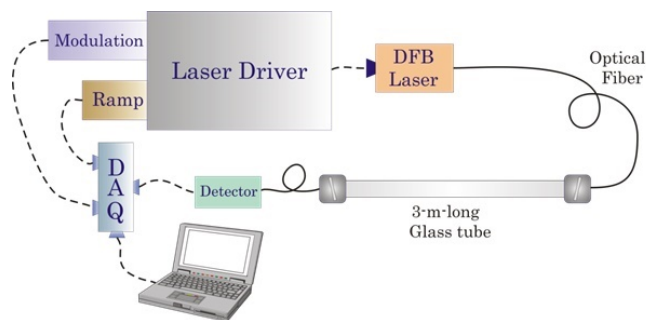 Modulation
Laser Driver
Ramp
DFB
Laser
Optical
Fiber
D
A
Q
Detector
3-m-long
Glass tube